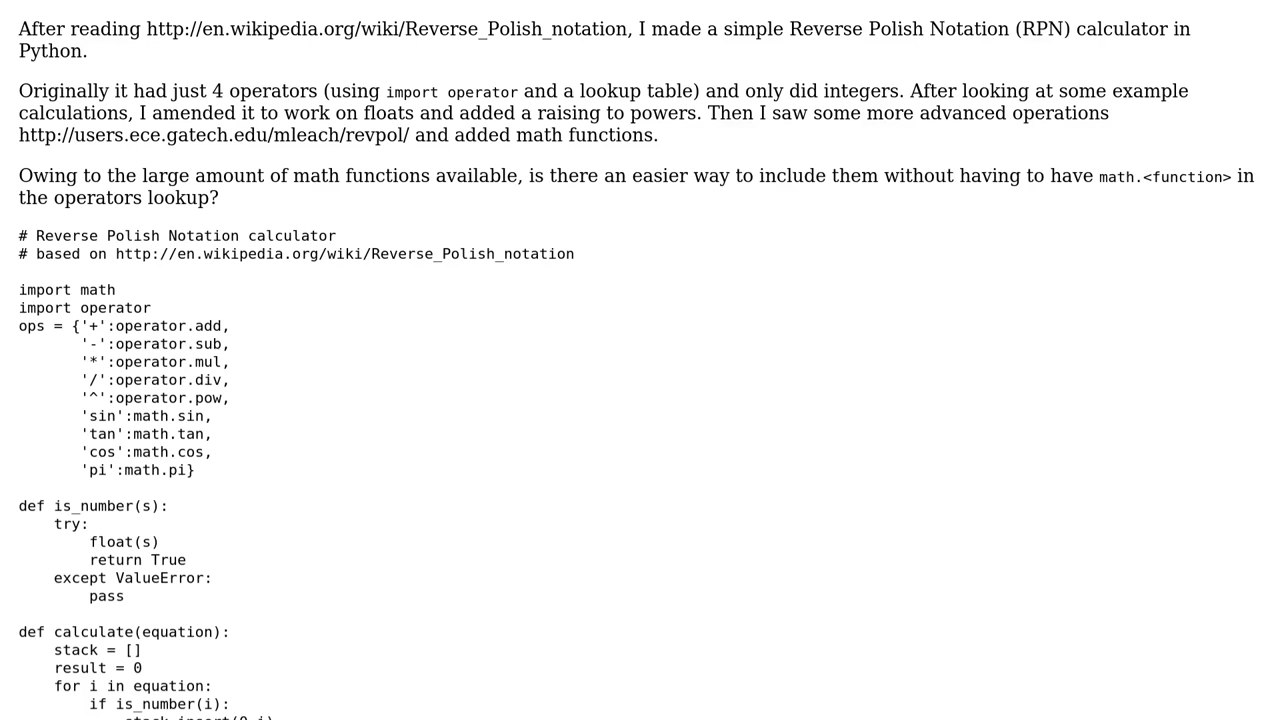 After reading http://en.wikipedia.org/wiki/Reverse_Polish_notation, I made a simple Reverse Polish Notation (RPN) calculator in
Python.
Originally it had just 4 operators (using import operator and a lookup table) and only did integers. After looking at some example
calculations, I amended it to work on floats and added a raising to powers. Then I saw some more advanced operations
http://users.ece.gatech.edu/mleach/revpol/ and added math functions.
Owing to the large amount of math functions available, is there an easier way to include them without having to have math.<function> in
the operators lookup?
# Reverse Polish Notation calculator
# based on http://en.wikipedia.org/wiki/Reverse_Polish_notation
import math
import operator
ops = {'+':operator.add,
       '-':operator.sub,
       '*':operator.mul,
       '/':operator.div,
       '^':operator.pow,
       'sin':math.sin,
       'tan':math.tan,
       'cos':math.cos,
       'pi':math.pi}
def is_number(s):
    try:
        float(s)
        return True
    except ValueError:
        pass
def calculate(equation):
    stack = []
    result = 0
    for i in equation:
        if is_number(i):
            stack.insert(0,i)